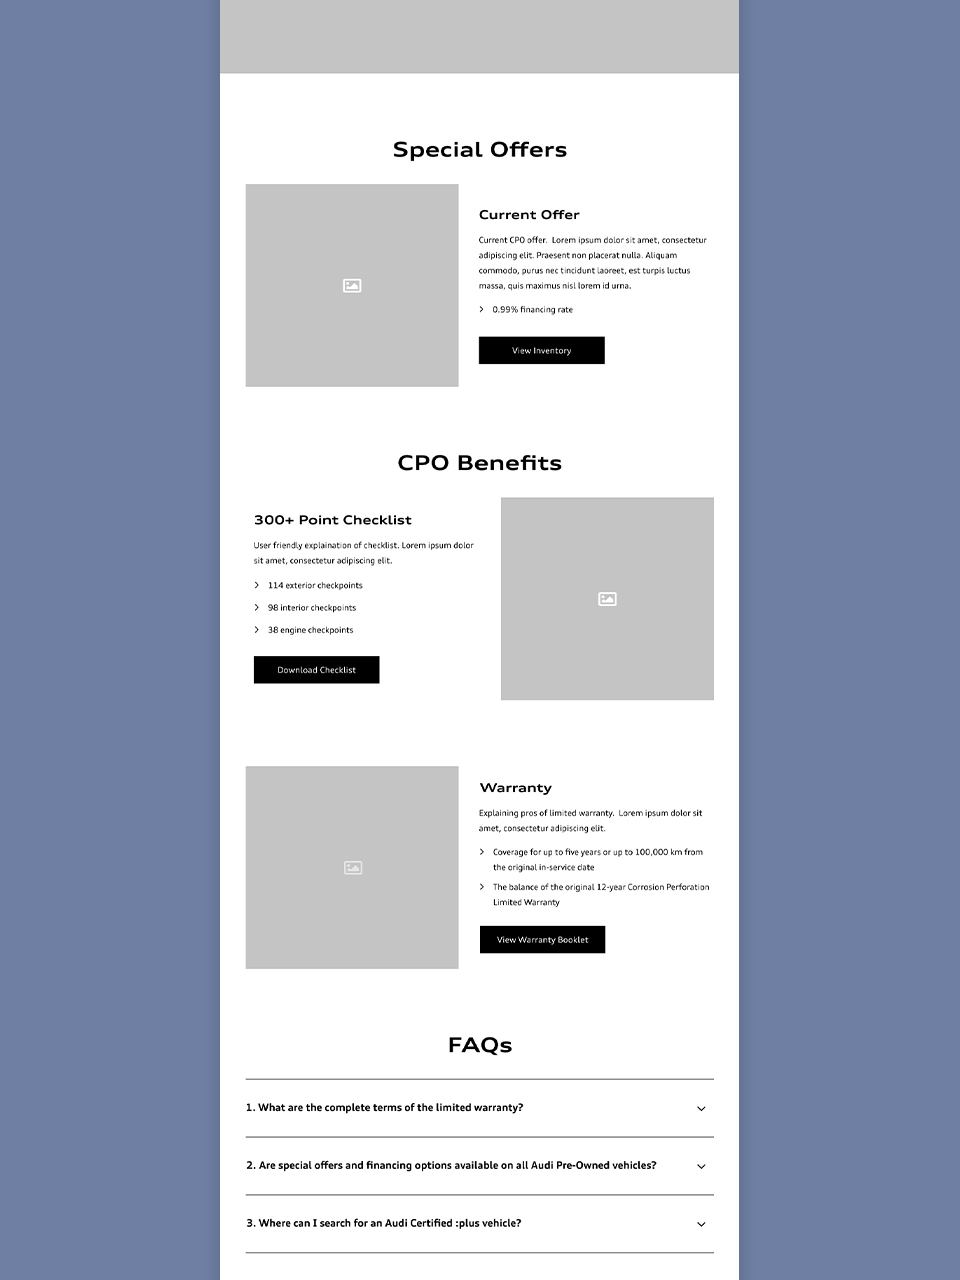 Special Offers
Current Offer
Current CPO offer.  Lorem ipsum dolor sit amet, consectetur
adipiscing elit. Praesent non placerat nulla. Aliquam
commodo, purus nec tincidunt laoreet, est turpis luctus
massa, quis maximus nisl lorem id urna.
0.99% financing rate
View Inventory
CPO Benefits
300+ Point Checklist
User friendly explaination of checklist. Lorem ipsum dolor
sit amet, consectetur adipiscing elit.
114 exterior checkpoints
98 interior checkpoints
38 engine checkpoints
Download Checklist
Warranty
Explaining pros of limited warranty.  Lorem ipsum dolor sit
amet, consectetur adipiscing elit.
Coverage for up to five years or up to 100,000 km from
the original in-service date
The balance of the original 12-year Corrosion Perforation
Limited Warranty
View Warranty Booklet
FAQs
1. What are the complete terms of the limited warranty?
2. Are special offers and financing options available on all Audi Pre-Owned vehicles?
3. Where can I search for an Audi Certified :plus vehicle?